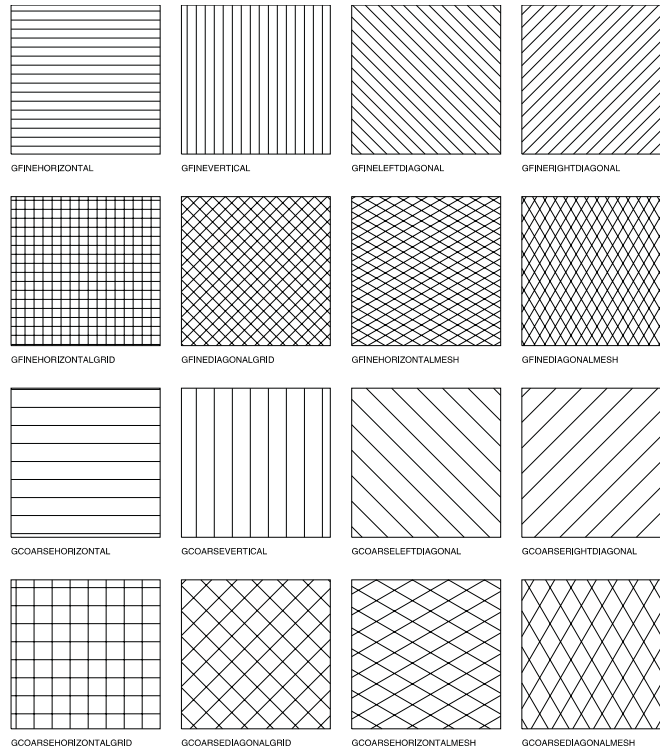 GFINEHORIZONTAL
GFINEVERTICAL
GFINELEFTDIAGONAL
GFINERIGHTDIAGONAL
GFINEHORIZONTALGRID
GFINEDIAGONALGRID
GFINEHORIZONTALMESH
GFINEDIAGONALMESH
GCOARSEHORIZONTAL
GCOARSEVERTICAL
GCOARSELEFTDIAGONAL
GCOARSERIGHTDIAGONAL
GCOARSEHORIZONTALGRID
GCOARSEDIAGONALGRID
GCOARSEHORIZONTALMESH
GCOARSEDIAGONALMESH